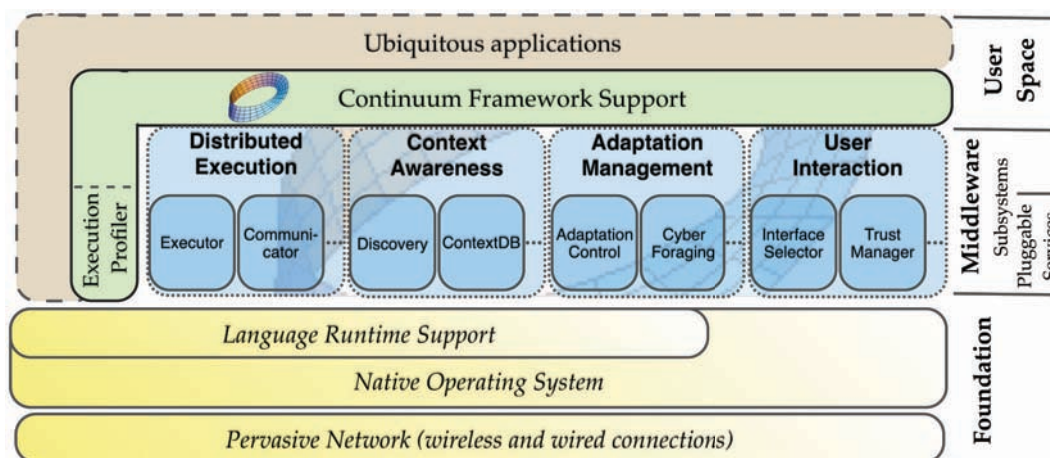 Ubiquitous applications
Continuum Framework Support
Execution
Profiler
Distributed
Execution
Executor
Communi-
cator
Context
Awareness
Discovery
ContextDB
Adaptation
Management
Adaptation
Control
Cyber
Foraging
User
Interaction
Interface
Selector
Trust
Manager
Language Runtime Support
Native Operating System
Pervasive Network (wireless and wired connections)
User
Space
Middleware
Subsystems
Pluggable
Services
Foundation